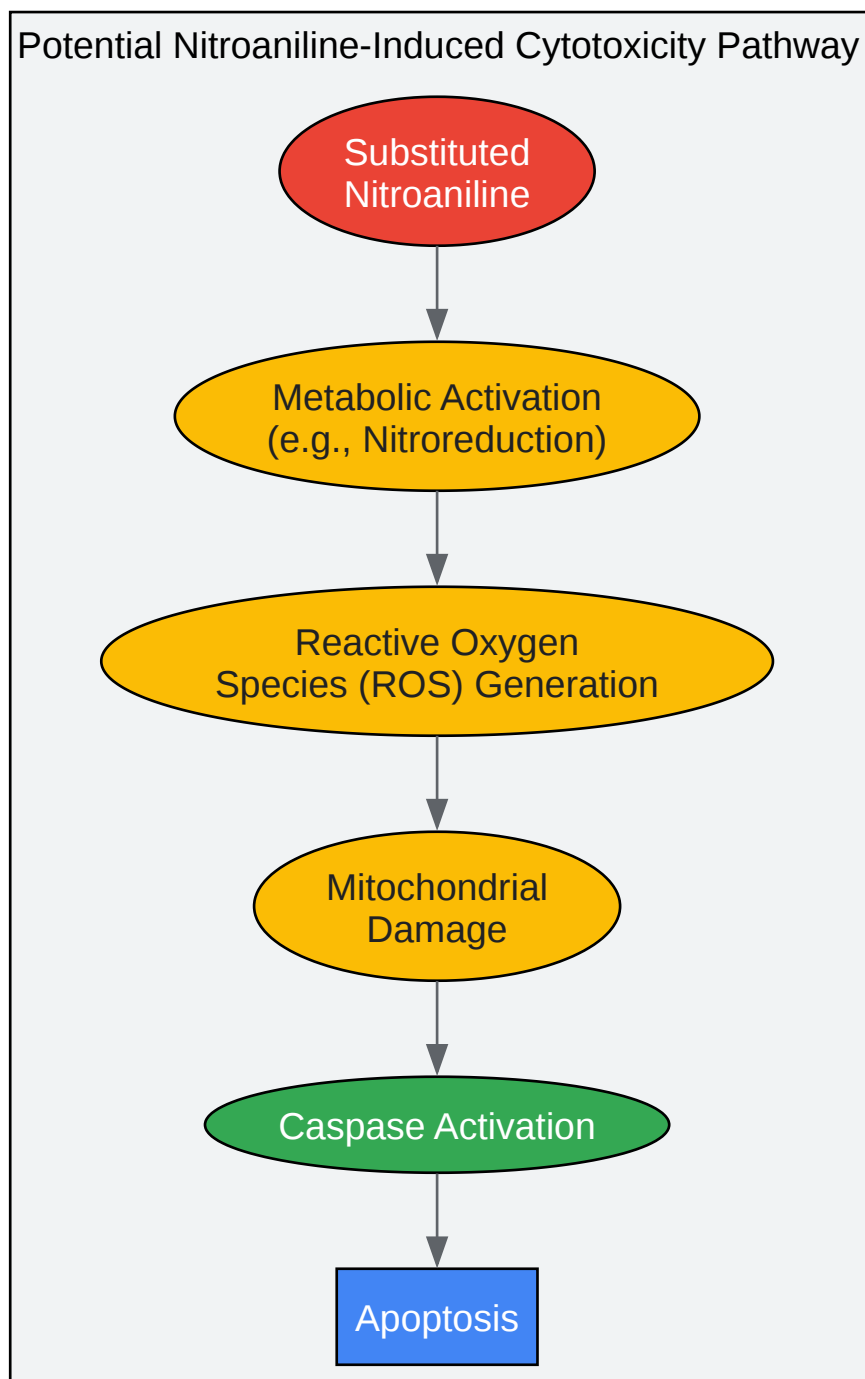 Potential Nitroaniline-Induced Cytotoxicity Pathway
Substituted
Nitroaniline
Metabolic Activation
(e.g., Nitroreduction)
Reactive Oxygen
Species (ROS) Generation
Mitochondrial
Damage
Caspase Activation
Apoptosis